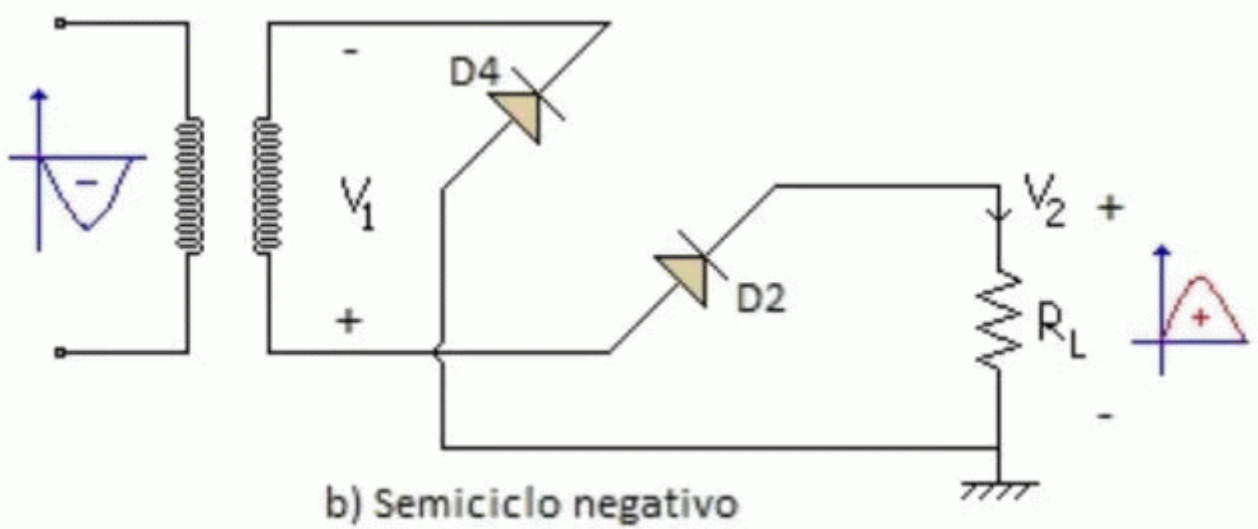 -
D4
−
V1
V2 +
D2
+
+
RL
-
b) Semiciclo negativo